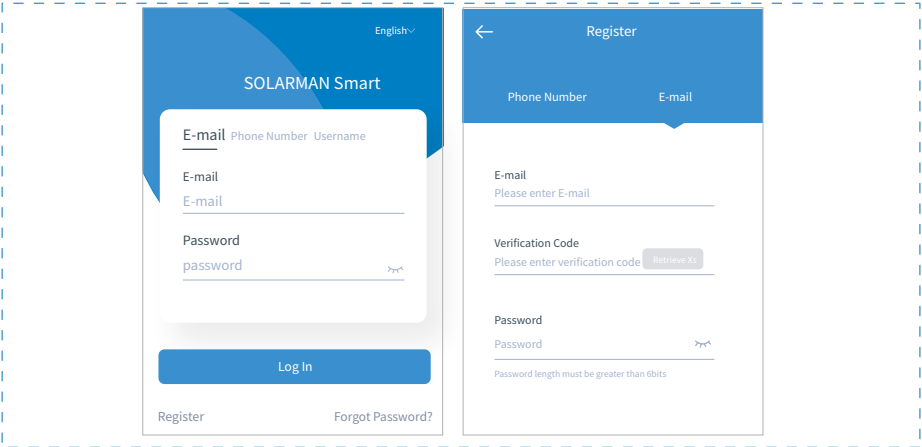 English
SOLARMAN Smart
E-mail Phone Number Username
E-mail
E-mail
Password
password
Log In
Register Forgot Password?
Register
Phone Number E-mail
E-mail
Please enter E-mail
Verification Code
Please enter verification code Retrieve Xs
Password
Password
Password length must be greater than 6bits